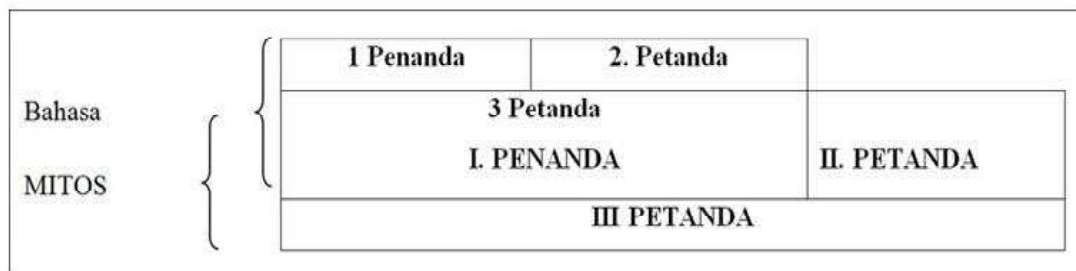 1 Penanda
2. Petanda
Bahasa
3 Petanda
I. PENANDA
II. PETANDA
MITOS
III PETANDA